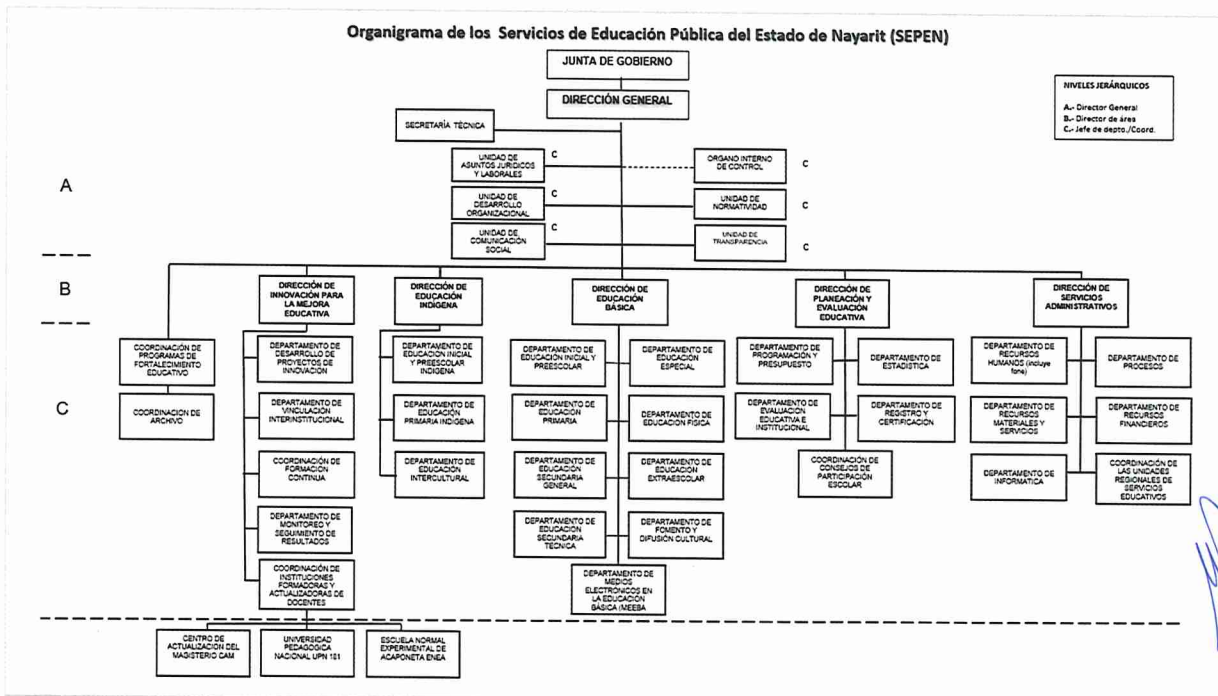 Organigrama de los Servicios de Educación Pública del Estado de Nayarit (SEPEN)
JUNTA DE GOBIERNO
DIRECCIÓN GENERAL
NIVELES JERÁRQUICOS
A.- Director General
B.- Director de área
C.- Jefe de depto./Coord.
SECRETARÍA TÉCNICA
A
UNIDAD DE
ASUNTOS JURIDICOS
Y LABORALES
C
ORGANO INTERNO
DE CONTROL
C
UNIDAD DE
DESARROLLO
ORGANIZACIONAL
C
UNIDAD DE
NORMATIVIDAD
C
UNIDAD DE
COMUNICACIÓN
SOCIAL
C
UNIDAD DE
TRANSPARENCIA
C
B
DIRECCIÓN DE
INNOVACIÓN PARA
LA MEJORA
EDUCATIVA
DIRECCIÓN DE
EDUCACIÓN
INDÍGENA
DIRECCIÓN DE
EDUCACIÓN
BÁSICA
DIRECCIÓN DE
PLANEACIÓN Y
EVALUACIÓN
EDUCATIVA
DIRECCIÓN DE
SERVICIOS
ADMINISTRATIVOS
C
COORDINACIÓN DE
PROGRAMAS DE
FORTALECIMIENTO
EDUCATIVO
COORDINACION DE
ARCHIVO
DEPARTAMENTO DE
DESARROLLO DE
PROYECTOS DE
INNOVACIÓN
DEPARTAMENTO DE
VINCULACIÓN
INTERINSTITUCIONAL
COORDINACIÓN DE
FORMACION
CONTINUA
DEPARTAMENTO DE
MONITOREO Y
SEGUIMIENTO DE
RESULTADOS
COORDINACIÓN DE
INSTITUCIONES
FORMADORAS Y
ACTUALIZADORAS DE
DOCENTES
DEPARTAMENTO DE
EDUCACION INICIAL
Y PREESCOLAR
INDIGENA
DEPARTAMENTO DE
EDUCACIÓN
PRIMARIA INDIGENA
DEPARTAMENTO DE
EDUCACIÓN
INTERCULTURAL
DEPARTAMENTO DE
EDUCACIÓN INICIAL Y
PREESCOLAR
DEPARTAMENTO DE
EDUCACIÓN
ESPECIAL
DEPARTAMENTO DE
EDUCACIÓN
PRIMARIA
DEPARTAMENTO DE
EDUCACIÓN FISICA
DEPARTAMENTO DE
EDUCACIÓN
SECUNDARIA
GENERAL
DEPARTAMENTO DE
EDUCACION
EXTRAESCOLAR
DEPARTAMENTO DE
EDUCACION
SECUNDARIA
TÉCNICA
DEPARTAMENTO DE
FOMENTO Y
DIFUSIÓN CULTURAL
DEPARTAMENTO DE
MEDIOS
ELECTRÓNICOS EN
LA EDUCACIÓN
BÁSICA (MEEBA
DEPARTAMENTO DE
PROGRAMACIÓN Y
PRESUPUESTO
DEPARTAMENTO DE
ESTADISTICA
DEPARTAMENTO DE
EVALUACIÓN
EDUCATIVA E
INSTITUCIONAL
DEPARTAMENTO DE
REGISTRO Y
CERTIFICACIÓN
COORDINACIÓN DE
CONSEJOS DE
PARTICIPACIÓN
ESCOLAR
DEPARTAMENTO DE
RECURSOS
HUMANOS (incluye
fone)
DEPARTAMENTO DE
PROCESOS
DEPARTAMENTO DE
RECURSOS
MATERIALES Y
SERVICIOS
DEPARTAMENTO DE
RECURSOS
FINANCIEROS
DEPARTAMENTO DE
INFORMATICA
COORDINACIÓN DE
LAS UNIDADES
REGIONALES DE
SERVICIOS
EDUCATIVOS
CENTRO DE
ACTUALIZACIÓN DEL
MAGISTERIO CAM
UNIVERSIDAD
PEDAGOGICA
NACIONAL UPN 181
ESCUELA NORMAL
EXPERIMENTAL DE
ACAPONETA ENEA